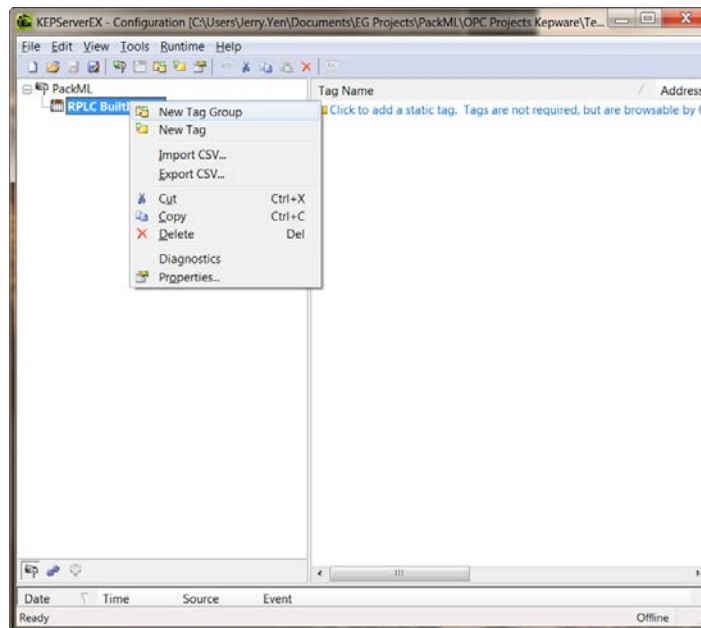 KEPServerEX - Configuration [C:\Users\Jerry.Yen\Documents\EG Projects\PackML\OPC Projects Kepware\Te...
File Edit View Tools Runtime Help
PackML
RPLC Built
Tag Name Address
Click to add a static tag. Tags are not required, but are browsable by
New Tag Group
New Tag
Import CSV...
Export CSV...
Cut Ctrl+X
Copy Ctrl+C
Delete Del
Diagnostics
Properties...
Date Time Source Event
Ready Offline